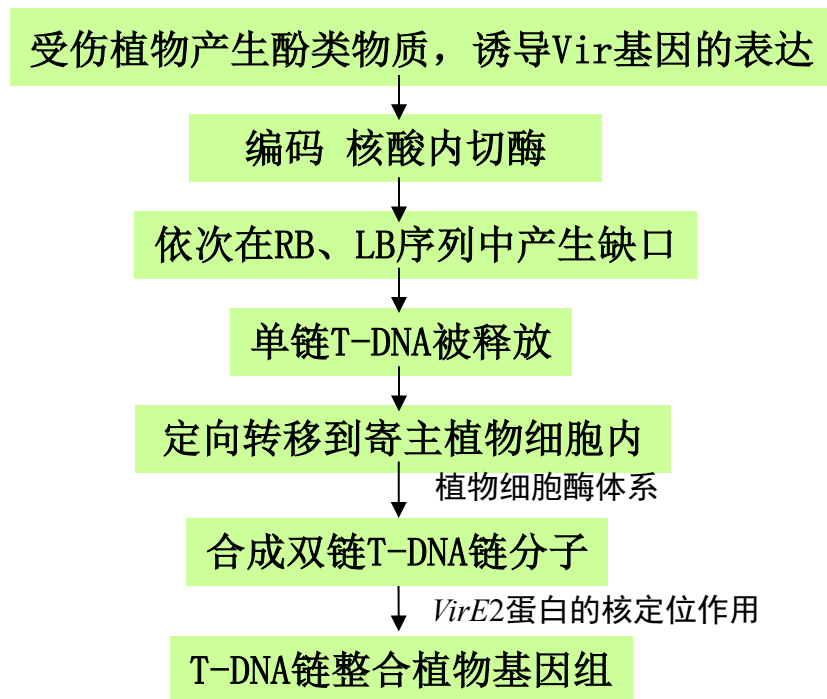 受伤植物产生酚类物质，诱导Vir基因的表达
编码 核酸内切酶
依次在RB、LB序列中产生缺口
单链T-DNA被释放
定向转移到寄主植物细胞内
植物细胞酶体系
合成双链T-DNA链分子
VirE2蛋白的核定位作用
T-DNA链整合植物基因组